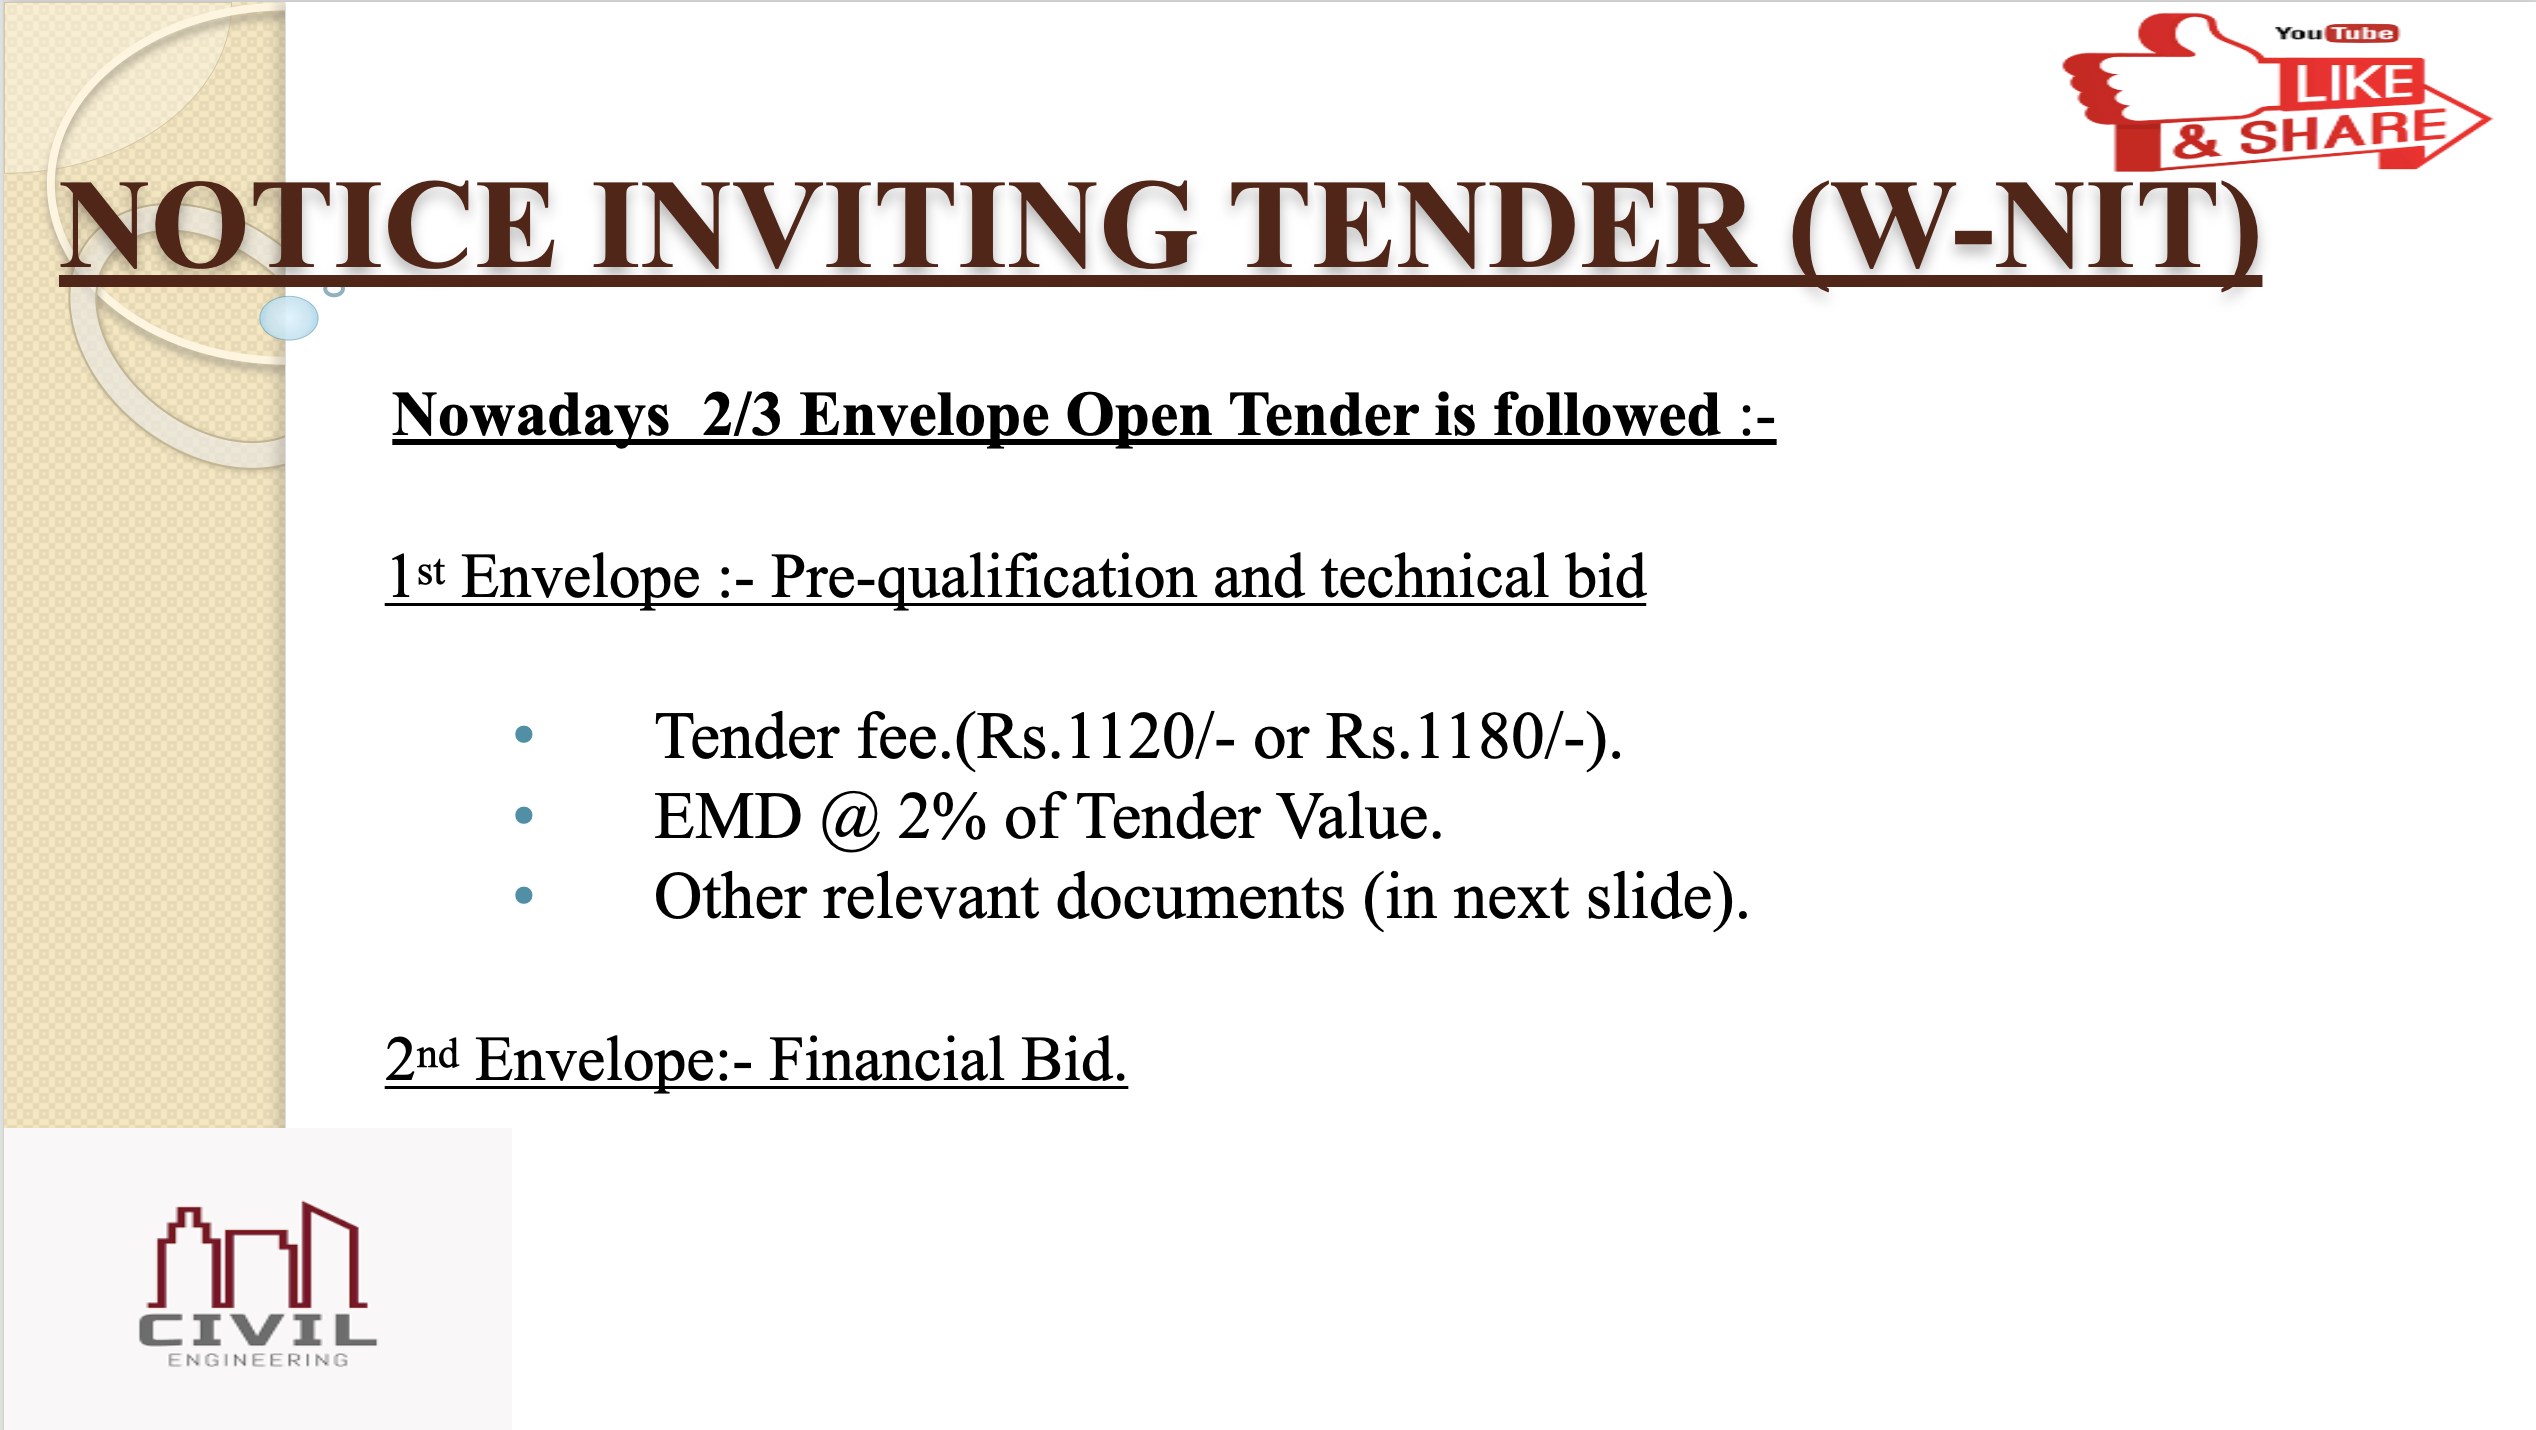 YouTube
LIKE
& SHARE
NOTICE INVITING TENDER (W-NIT)
Nowadays  2/3 Envelope Open Tender is followed :-
1st Envelope :- Pre-qualification and technical bid
• Tender fee.(Rs.1120/- or Rs.1180/-).
• EMD @ 2% of Tender Value.
• Other relevant documents (in next slide).
2nd Envelope:- Financial Bid.
CIVIL
ENGINEERING